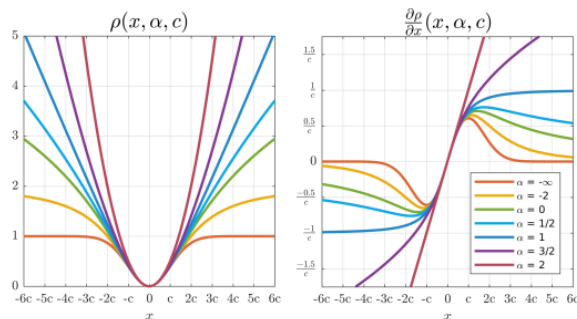 ρ(x, α, c)
5
4
3
2
1
0
-6c -5c -4c -3c -2c -c 0 c 2c 3c 4c 5c 6c
x
∂ρ/∂x (x, α, c)
1.5/c
1/c
0.5/c
0
-0.5/c
-1/c
-1.5/c
-6c -5c -4c -3c -2c -c 0 c 2c 3c 4c 5c 6c
x
α = -∞
α = -2
α = 0
α = 1/2
α = 1
α = 3/2
α = 2